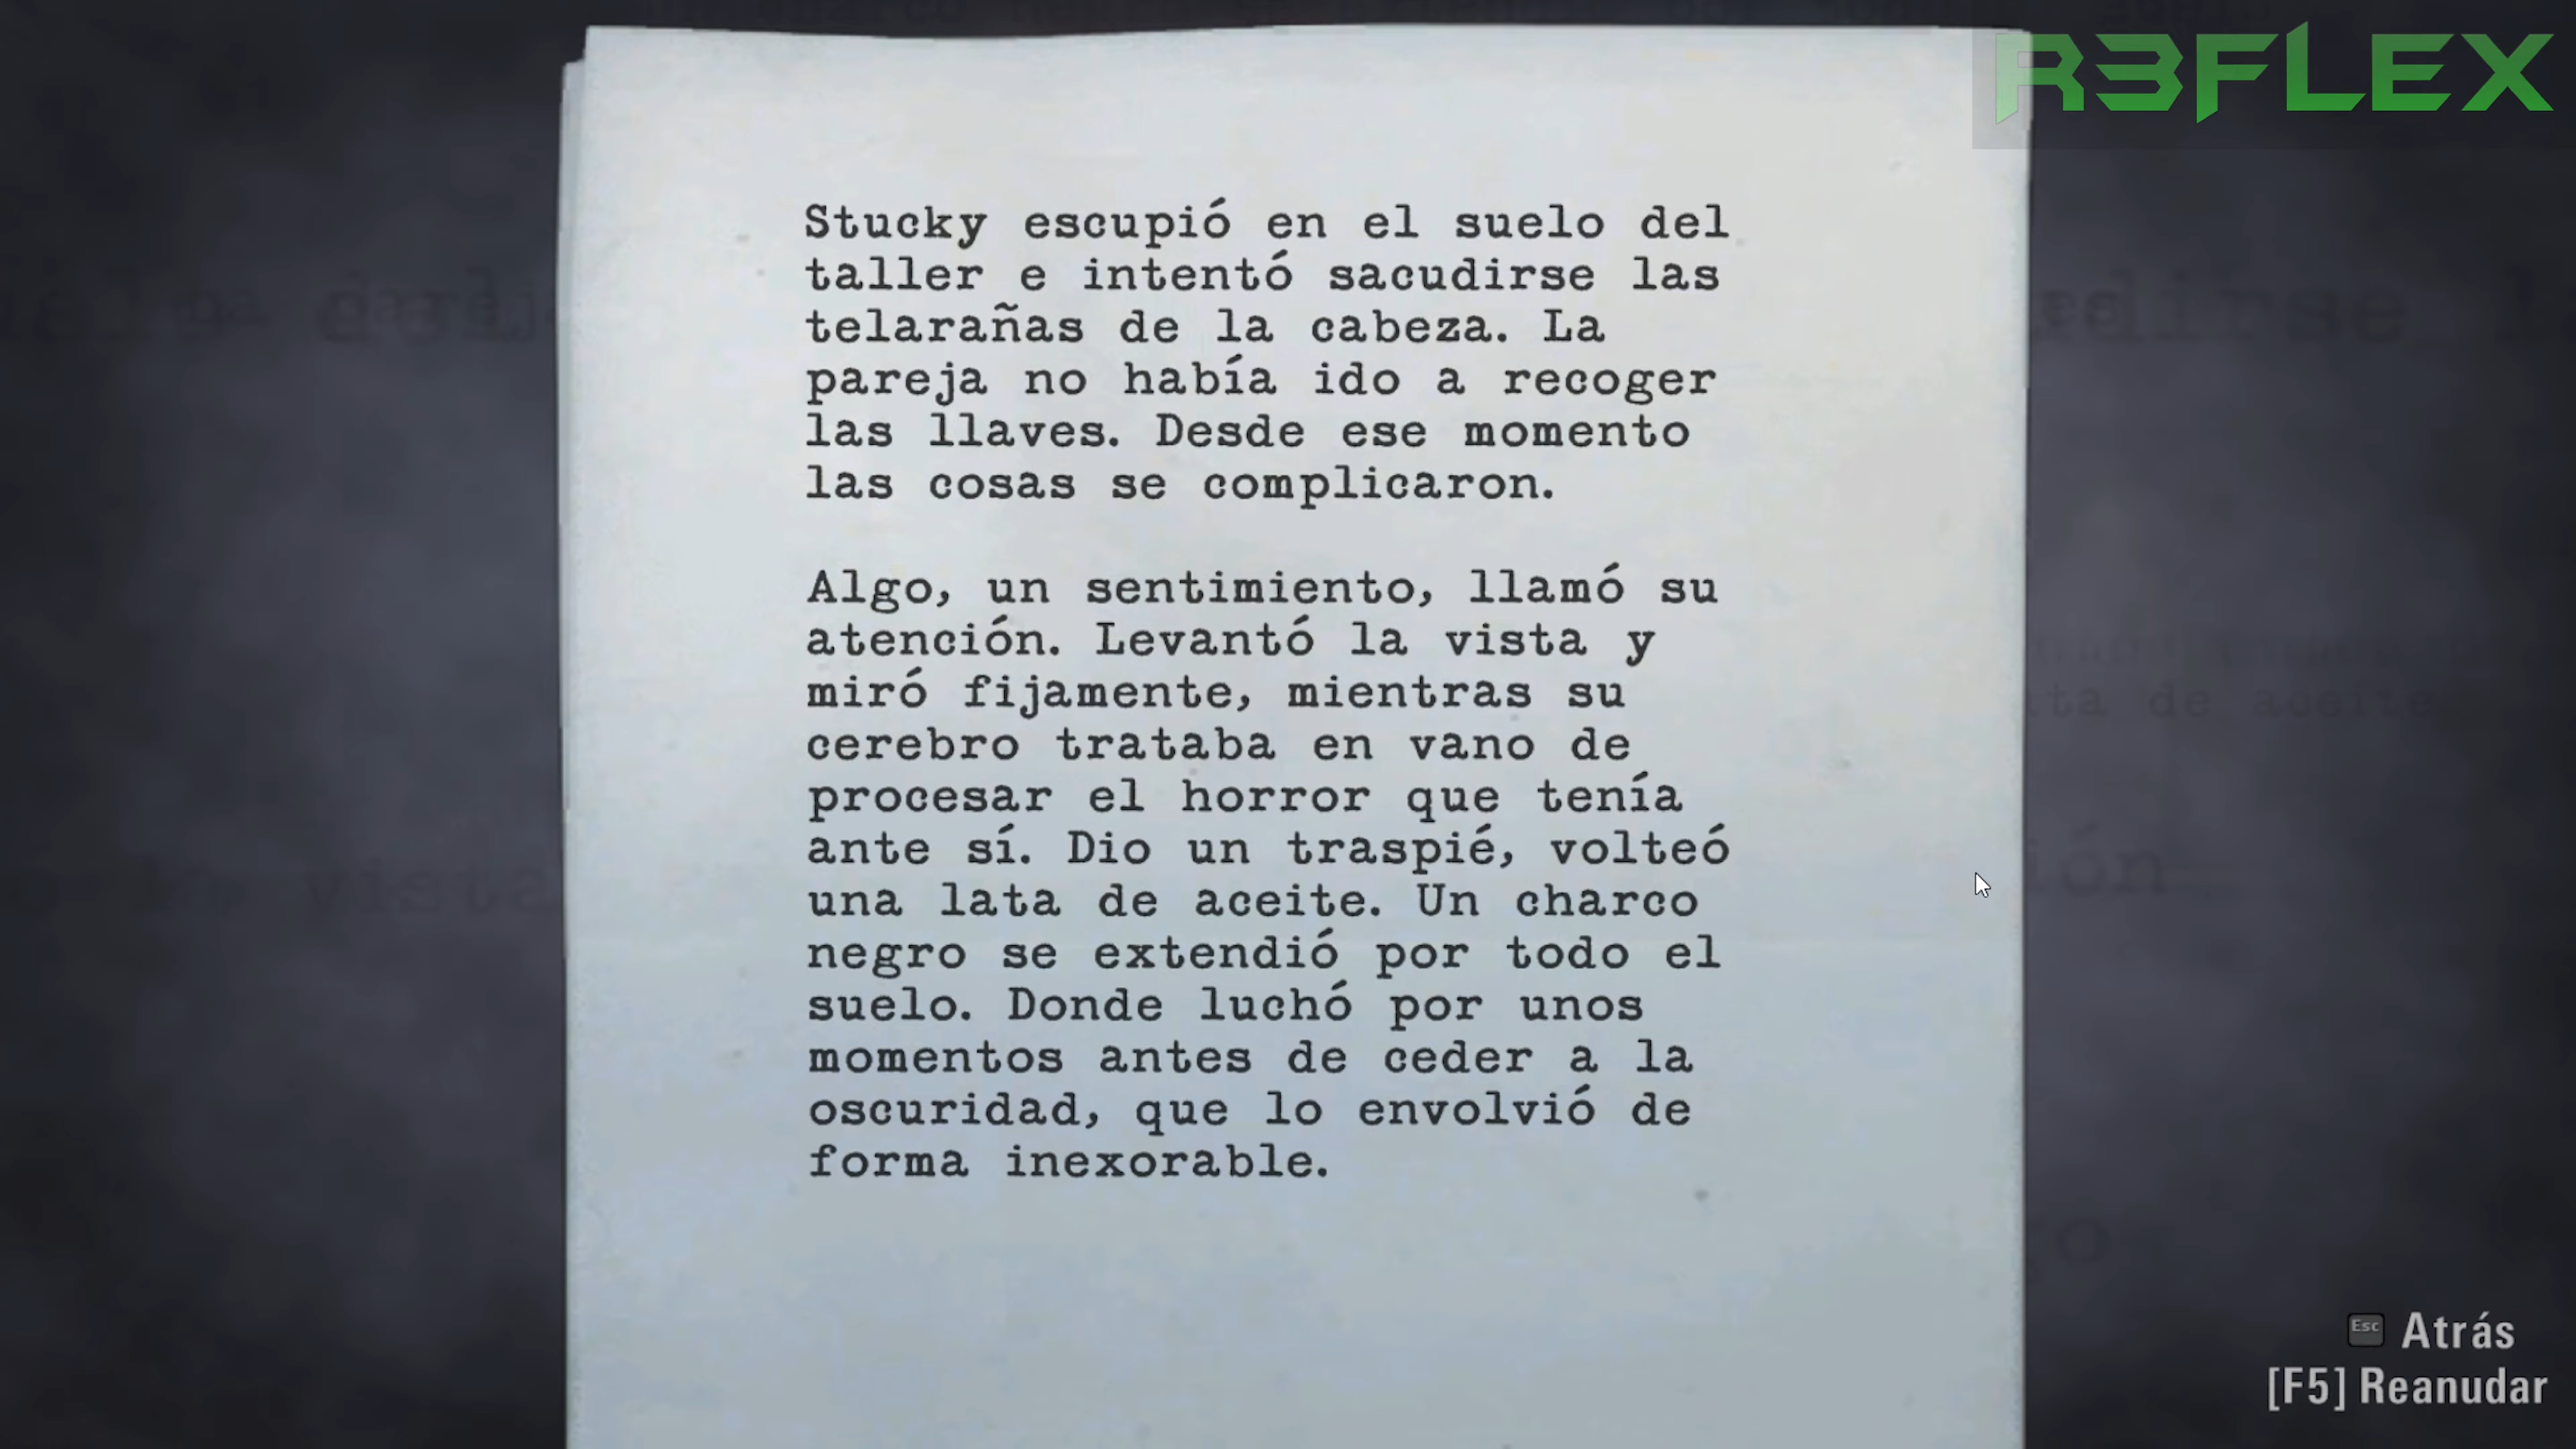 R3FLEX
Stucky escupió en el suelo del
taller e intentó sacudirse las
telarañas de la cabeza. La
pareja no había ido a recoger
las llaves. Desde ese momento
las cosas se complicaron.
Algo, un sentimiento, llamó su
atención. Levantó la vista y
miró fijamente, mientras su
cerebro trataba en vano de
procesar el horror que tenía
ante sí. Dio un traspié, volteó
una lata de aceite. Un charco
negro se extendió por todo el
suelo. Donde luchó por unos
momentos antes de ceder a la
oscuridad, que lo envolvió de
forma inexorable.
Esc Atrás
[F5] Reanudar